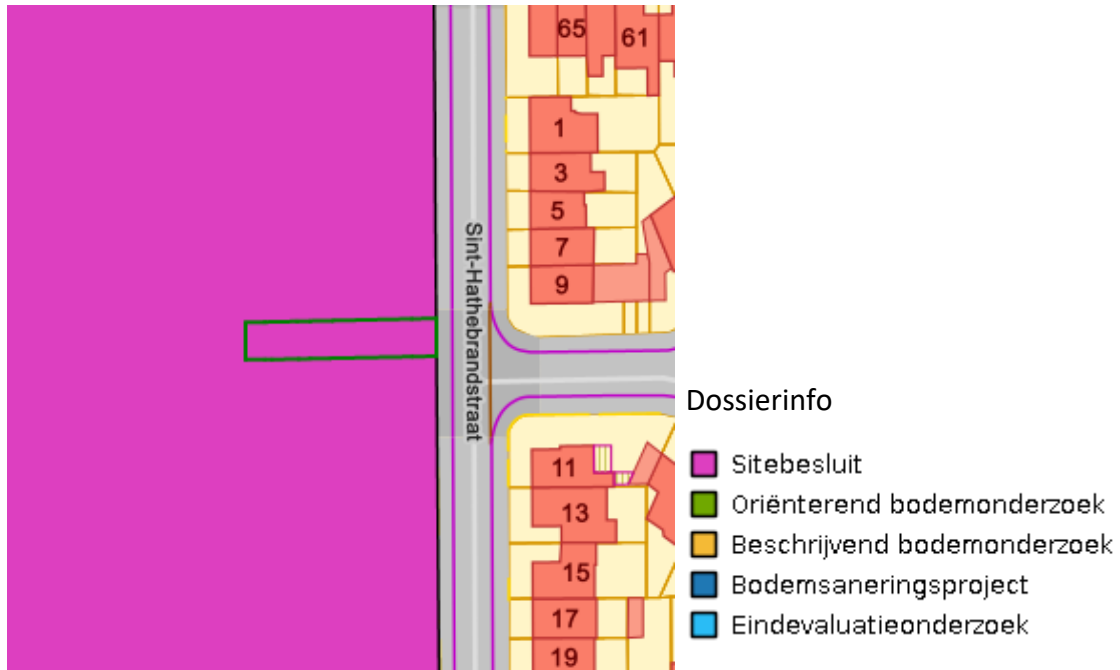 65
61
1
3
5
7
9
Sint-Hathebrandstraat
11
13
15
17
19
Dossierinfo
Sitebesluit
Oriënterend bodemonderzoek
Beschrijvend bodemonderzoek
Bodemsaneringsproject
Eindevaluatieonderzoek